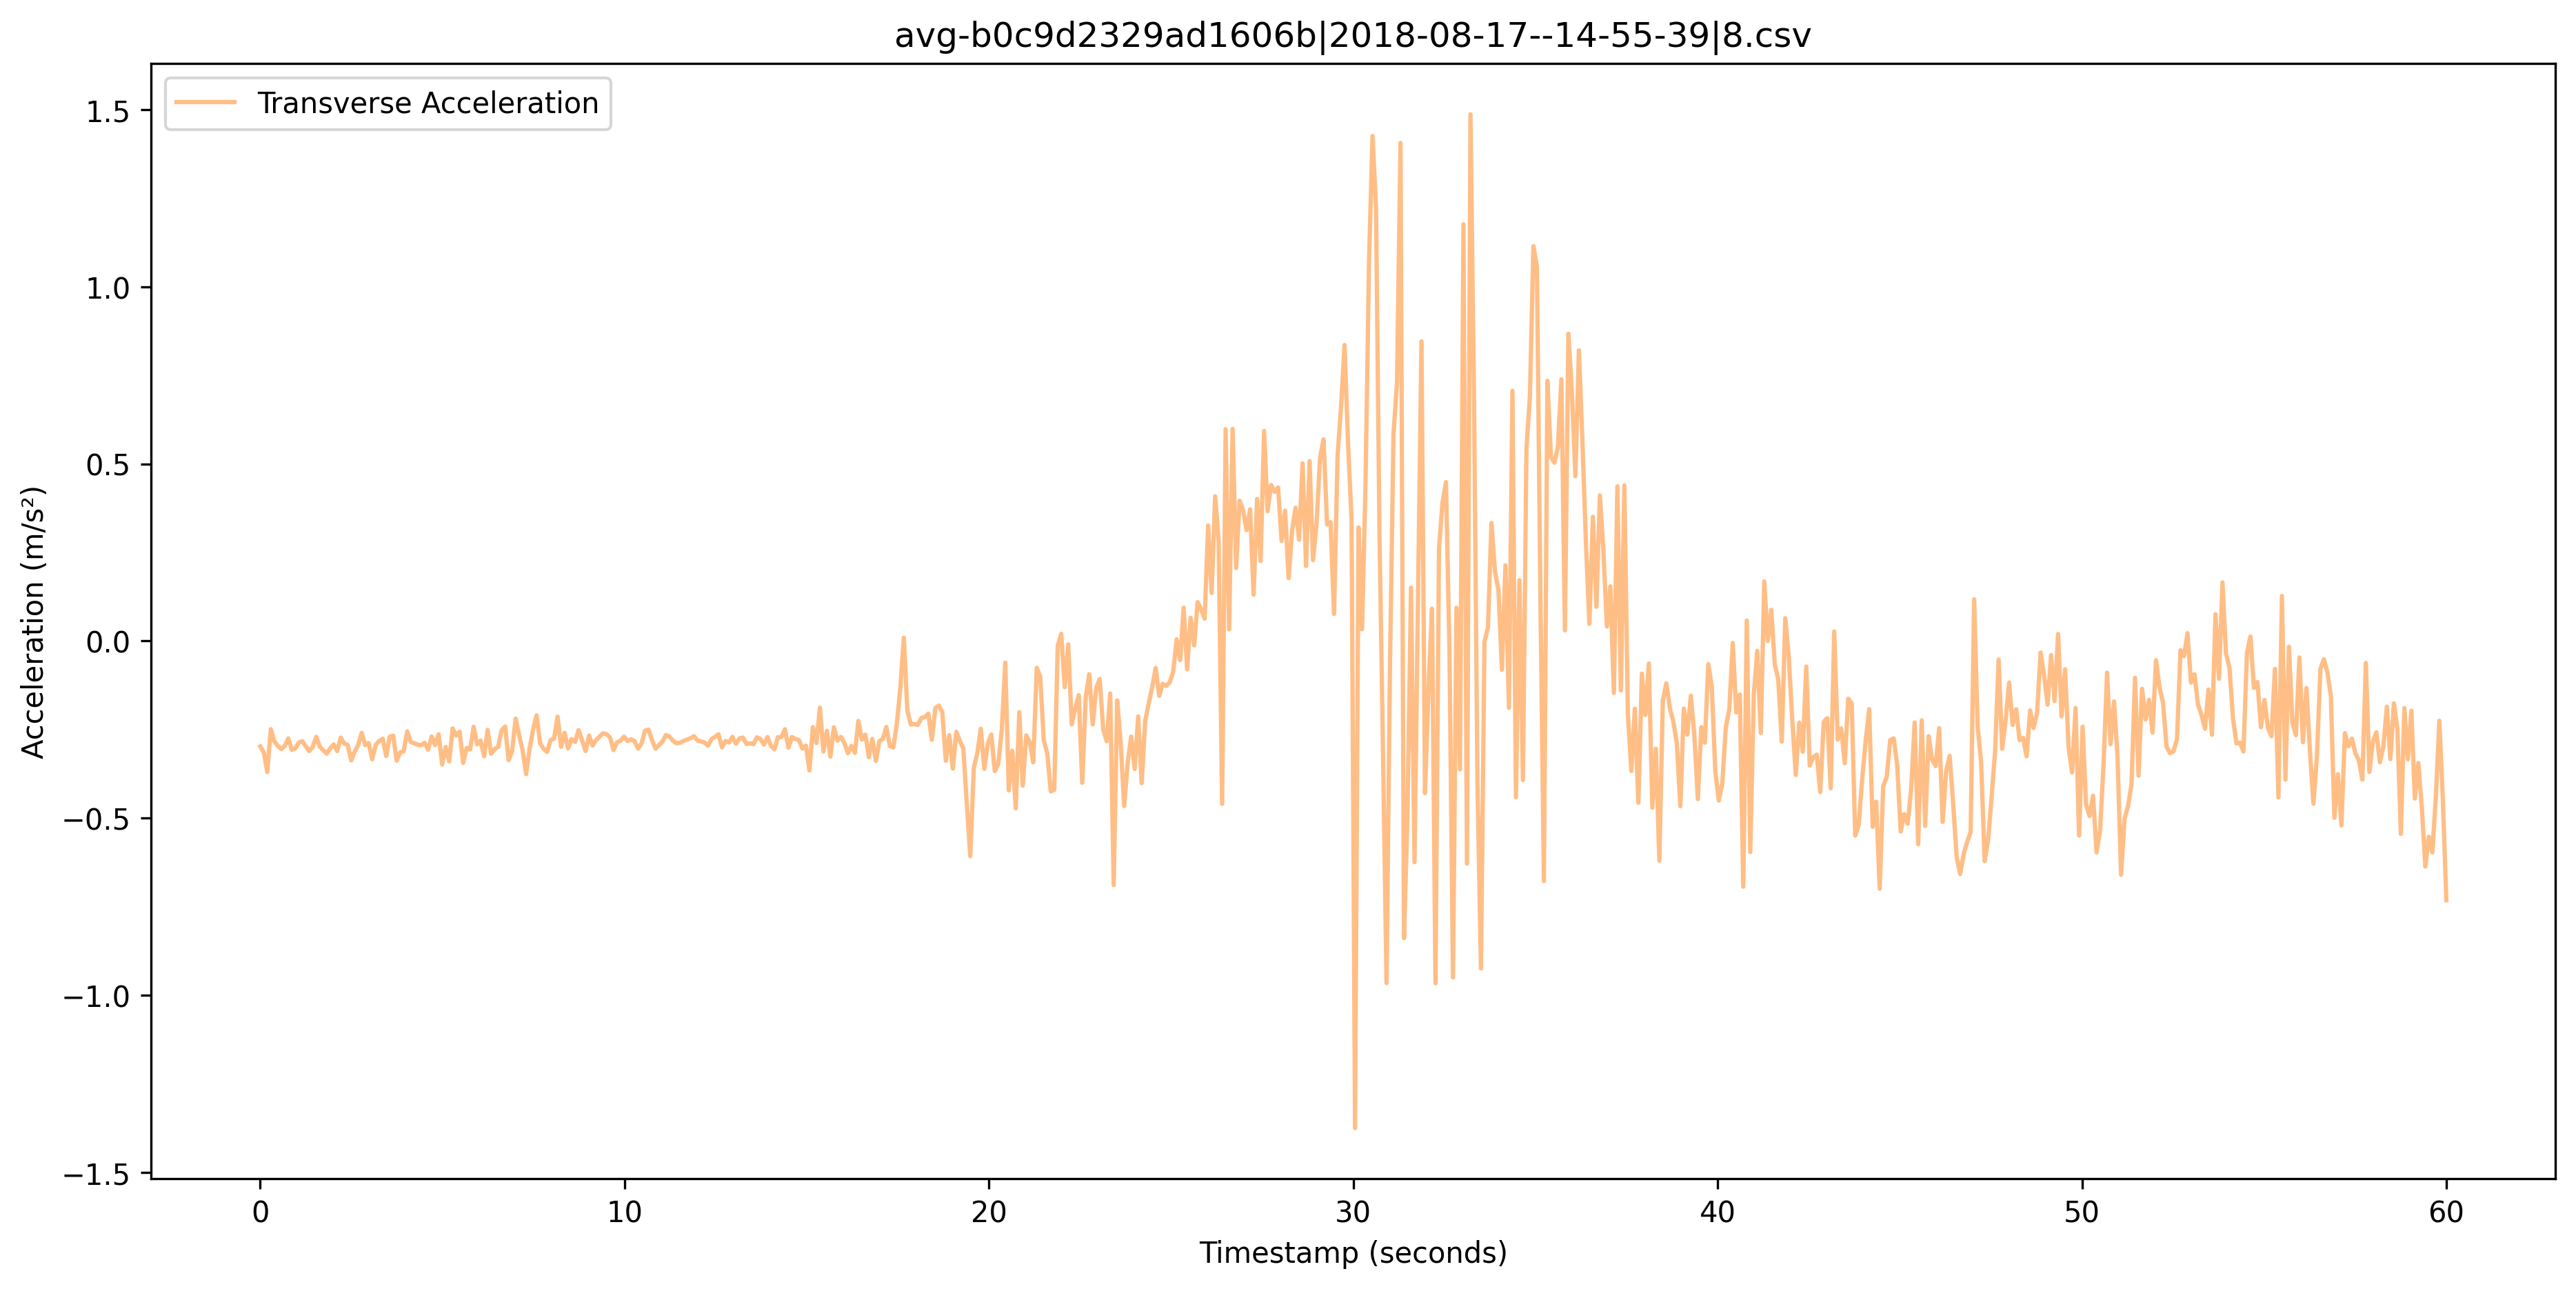 avg-b0c9d2329ad1606b|2018-08-17--14-55-39|8.csv
Transverse Acceleration
Acceleration (m/s²)
1.5
1.0
0.5
0.0
−0.5
−1.0
−1.5
0 10 20 30 40 50 60
Timestamp (seconds)